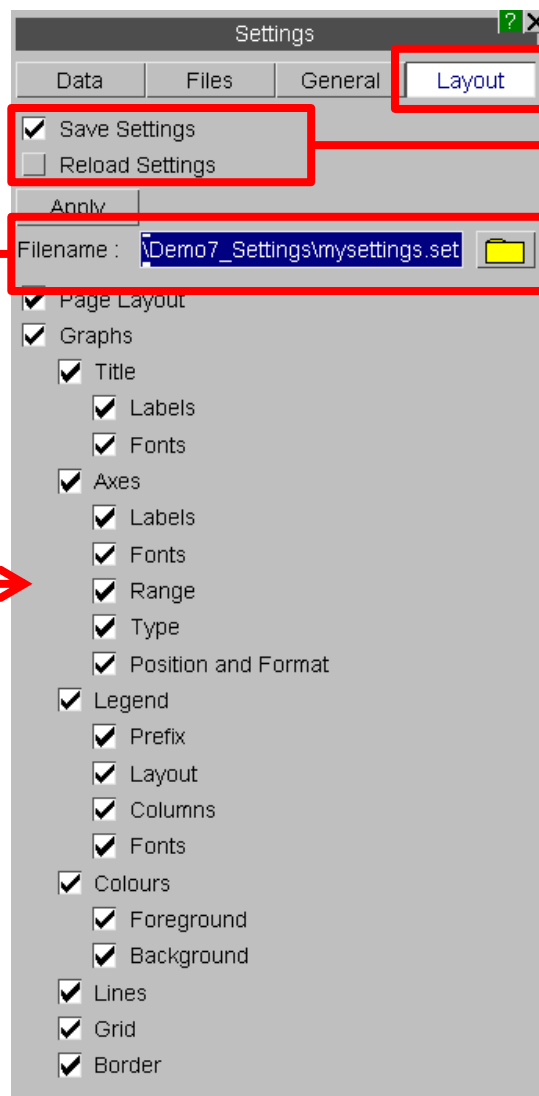 Settings
?
Data Files General Layout
Save Settings
Reload Settings
Apply
Filename : \Demo7_Settings\mysettings.set
Page Layout
Graphs
Title
Labels
Fonts
Axes
Labels
Fonts
Range
Type
Position and Format
Legend
Prefix
Layout
Columns
Fonts
Colours
Foreground
Background
Lines
Grid
Border